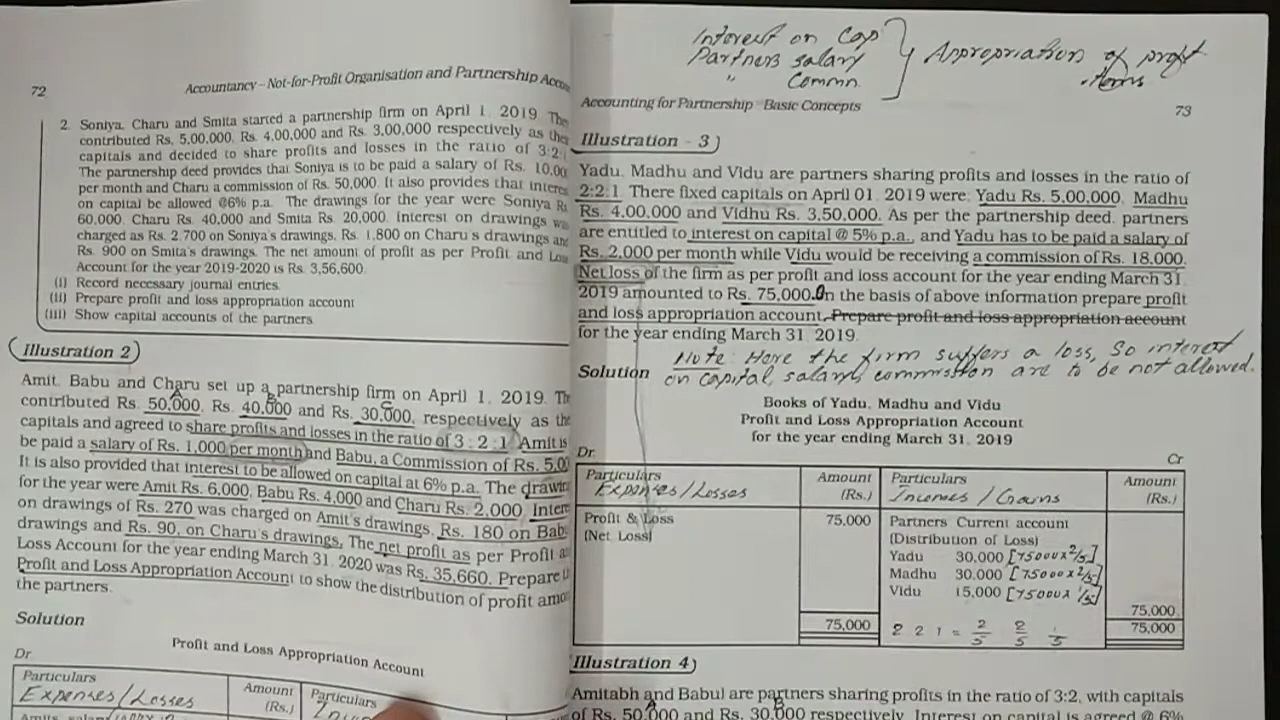 72
Accountancy – Not-for-Profit Organisation and Partnership
2. Soniya, Charu and Smita started a partnership firm on April 1, 2019.
contributed Rs. 5,00,000, Rs. 4,00,000 and Rs. 3,00,000 respectively as
capitals and decided to share profits and losses in the ratio of 3:2:
The partnership deed provides that Soniya is to be paid a salary of Rs. 10,00
per month and Charu a commission of Rs. 50,000. It also provides that
on capital be allowed @6% p.a. The drawings for the year were Soniya
60,000, Charu Rs. 40,000 and Smita Rs. 20,000. Interest on drawings
charged as Rs. 2,700 on Soniya's drawings, Rs. 1,800 on Charu's drawings
Rs. 900 on Smita's drawings. The net amount of profit as per Profit and
Account for the year 2019-2020 is Rs. 3,56,600.
(i) Record necessary journal entries.
(ii) Prepare profit and loss appropriation account
(iii) Show capital accounts of the partners.
Illustration 2
Amit, Babu and Charu set up a partnership firm on April 1, 2019.
contributed Rs. 50,000, Rs. 40,000 and Rs. 30,000, respectively as
capitals and agreed to share profits and losses in the ratio of 3 : 2 : 1. Amit is
be paid a salary of Rs. 1,000 per month and Babu, a Commission of Rs. 5,00
It is also provided that interest to be allowed on capital at 6% p.a. The
for the year were Amit Rs. 6,000, Babu Rs. 4,000 and Charu Rs. 2,000.
on drawings of Rs. 270 was charged on Amit's drawings, Rs. 180 on
drawings and Rs. 90, on Charu's drawings. The net profit as per Profit
Loss Account for the year ending March 31, 2020 was Rs. 35,660. Prepare
Profit and Loss Appropriation Account to show the distribution of profit
the partners.
Solution
Profit and Loss Appropriation Account
Dr.
Particulars Amount (Rs.) Particulars
Expenses/Losses
Interest on Cap
Partners salary
" Commn.
Appropriation of profit
items
Accounting for Partnership : Basic Concepts
73
Illustration - 3
Yadu, Madhu and Vidu are partners sharing profits and losses in the ratio of
2:2:1. There fixed capitals on April 01, 2019 were; Yadu Rs. 5,00,000, Madhu
Rs. 4,00,000 and Vidhu Rs. 3,50,000. As per the partnership deed, partners
are entitled to interest on capital @ 5% p.a., and Yadu has to be paid a salary of
Rs. 2,000 per month while Vidu would be receiving a commission of Rs. 18,000.
Net loss of the firm as per profit and loss account for the year ending March 31,
2019 amounted to Rs. 75,000. On the basis of above information prepare profit
and loss appropriation account. Prepare profit and loss appropriation account
for the year ending March 31, 2019.
Note: Here the firm suffers a loss, So interest
Solution on capital, salary, commission are to be not allowed.
Books of Yadu, Madhu and Vidu
Profit and Loss Appropriation Account
for the year ending March 31, 2019
Dr. Cr
Particulars Amount Particulars Amount
Expenses/Losses (Rs.) Incomes / Gains (Rs.)
Profit & Loss 75,000 Partners Current account
(Net Loss) (Distribution of Loss)
Yadu 30,000 [75000x2/5]
Madhu 30,000 [75000x2/5]
Vidu 15,000 [75000x 1/5]
75,000
75,000 2 2 1 = 2/5 2/5 1/5 75,000
Illustration 4
Amitabh and Babul are partners sharing profits in the ratio of 3:2, with capitals
of Rs. 50,000 and Rs. 30,000 respectively. Interest on capital is agreed @ 6%